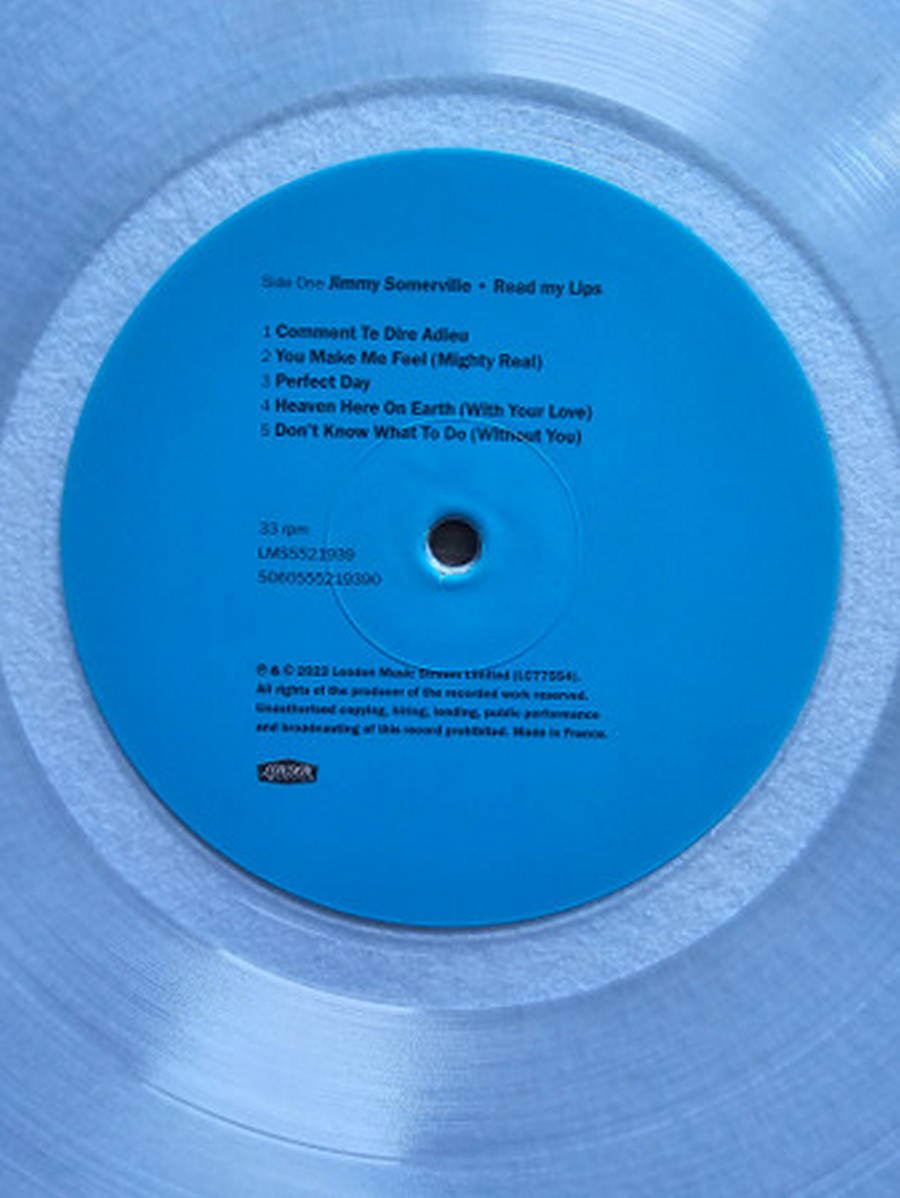 Side One Jimmy Somerville • Read my Lips
1 Comment Te Dire Adieu
2 You Make Me Feel (Mighty Real)
3 Perfect Day
4 Heaven Here On Earth (With Your Love)
5 Don't Know What To Do (Without You)
33 rpm
LMS5521939
5060555219390
℗ & © 2023 London Music Stream Limited (LC77554).
All rights of the producer of the recorded work reserved.
Unauthorised copying, hiring, lending, public performance
and broadcasting of this record prohibited. Made in France.
LONDON